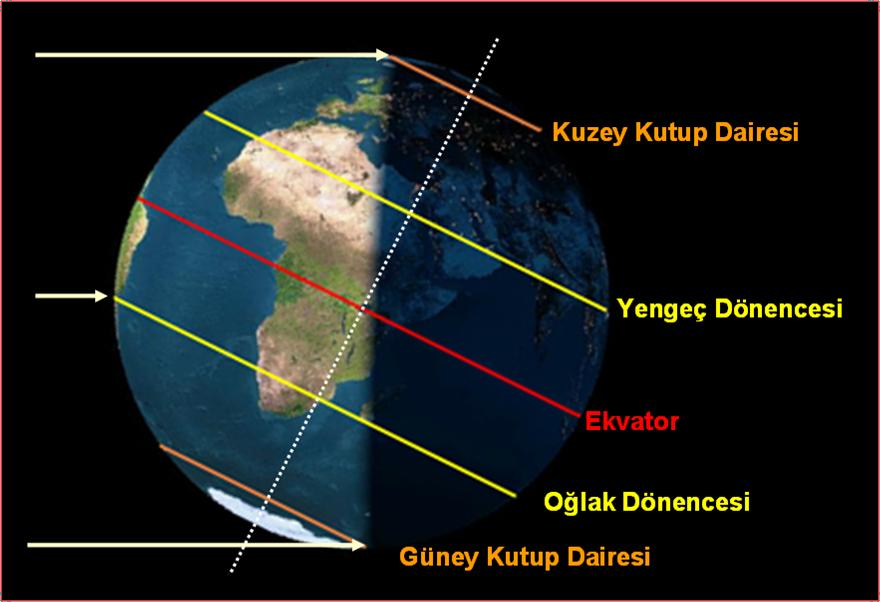 Kuzey Kutup Dairesi
Yengeç Dönencesi
Ekvator
Oğlak Dönencesi
Güney Kutup Dairesi